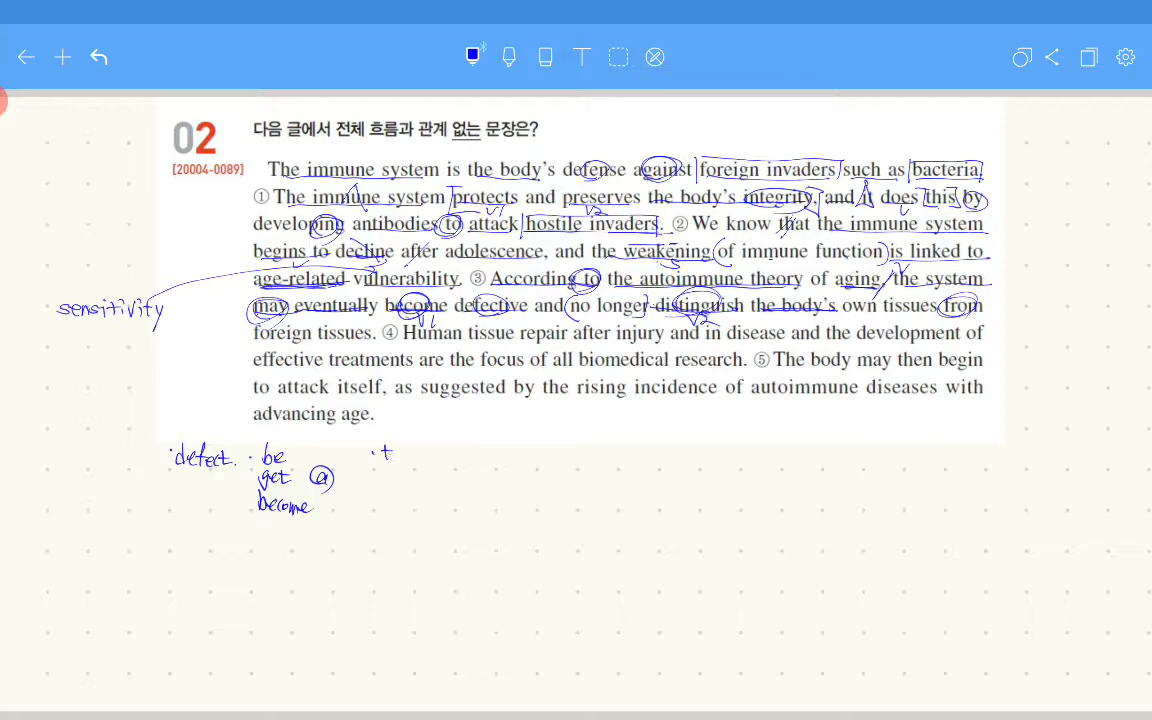 02
다음 글에서 전체 흐름과 관계 없는 문장은?
[20004-0089]
The immune system is the body's defense against foreign invaders such as bacteria.
① The immune system protects and preserves the body's integrity, and it does this by
developing antibodies to attack hostile invaders. ② We know that the immune system
begins to decline after adolescence, and the weakening of immune function is linked to
age-related vulnerability. ③ According to the autoimmune theory of aging, the system
may eventually become defective and no longer distinguish the body's own tissues from
foreign tissues. ④ Human tissue repair after injury and in disease and the development of
effective treatments are the focus of all biomedical research. ⑤ The body may then begin
to attack itself, as suggested by the rising incidence of autoimmune diseases with
advancing age.
sensitivity
· defect. · be · t
get ⓐ
become